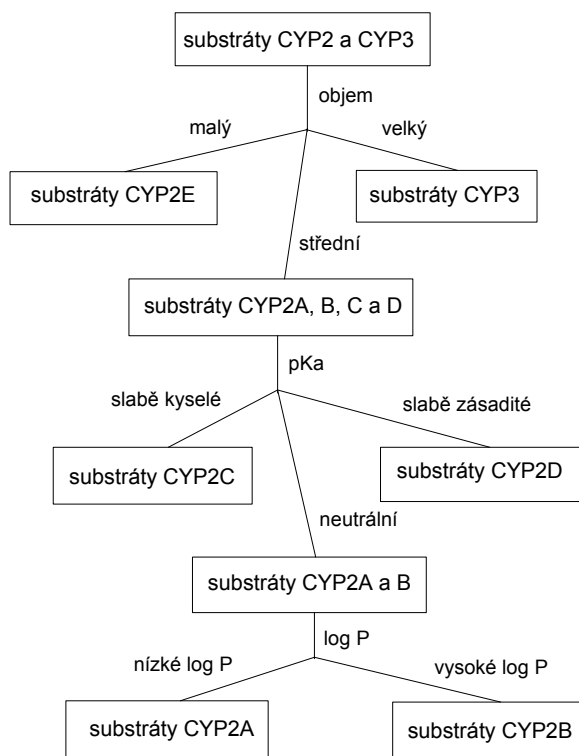 substráty CYP2 a CYP3
objem
malý
velký
substráty CYP2E
substráty CYP3
střední
substráty CYP2A, B, C a D
pKa
slabě kyselé
slabě zásadité
substráty CYP2C
substráty CYP2D
neutrální
substráty CYP2A a B
log P
nízké log P
vysoké log P
substráty CYP2A
substráty CYP2B